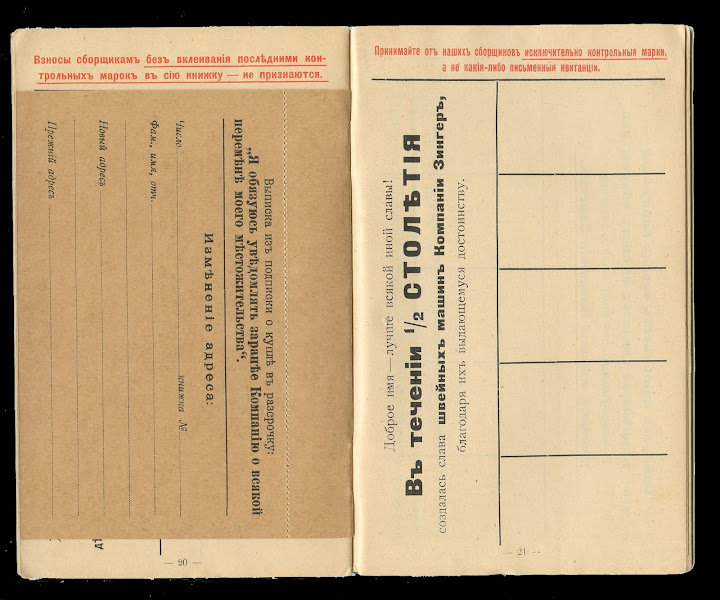 Взносы сборщикамъ безъ вклеиванія послѣдними кон-
трольныхъ марокъ въ сію книжку — не признаются.
Выписка изъ подписки о куплѣ въ разсрочку:
„Я обязуюсь увѣдомлять заранѣе Компанію о всякой
перемѣнѣ моего мѣстожительства“.
Измѣненіе адреса:
Число книжка №
Фам., имя, отч.
Новый адресъ
Прежній адресъ
— 20 —
Принимайте отъ нашихъ сборщиковъ исключительно контрольныя марки,
а не какія-либо письменныя квитанціи.
Доброе имя — лучше всякой иной славы!
Въ теченіи 1/2 СТОЛѢТІЯ
создалась слава швейныхъ машинъ Компаніи Зингеръ,
благодаря ихъ выдающемуся достоинству.
— 21 —